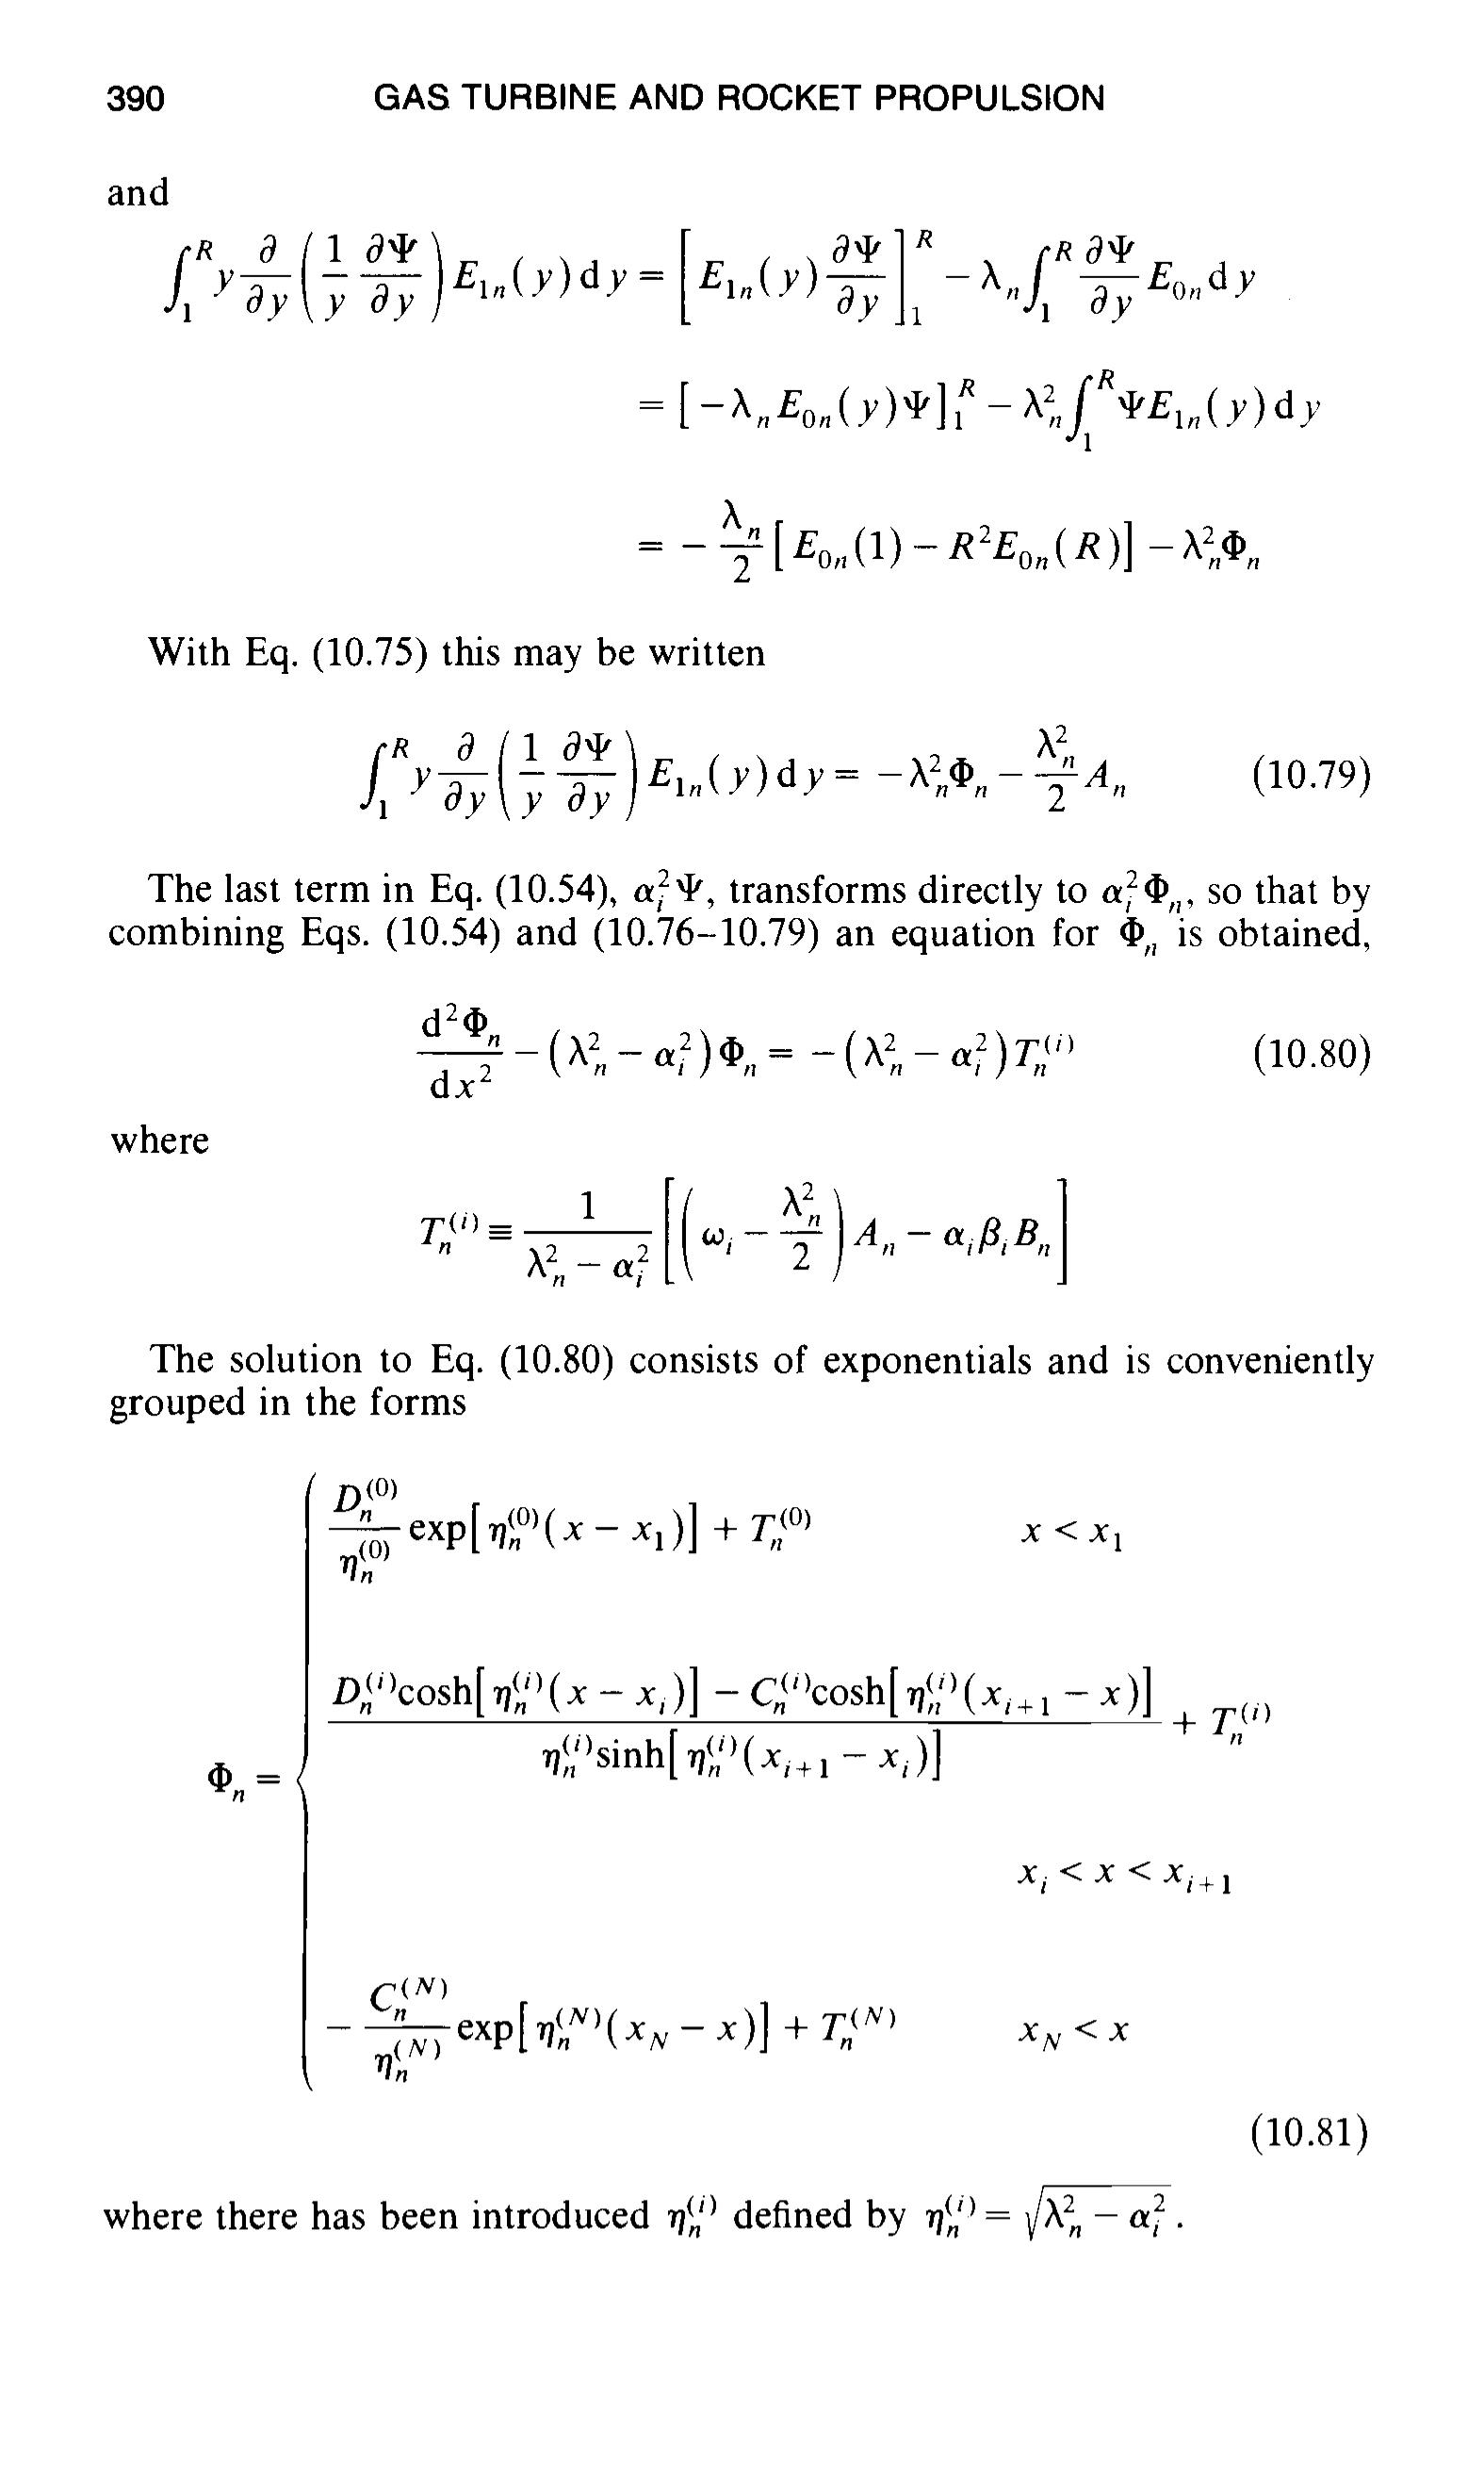 390 GAS TURBINE AND ROCKET PROPULSION
and
$\int_1^R y \frac{\partial}{\partial y}\left(\frac{1}{y}\frac{\partial \Psi}{\partial y}\right) E_{1n}(y)\,\mathrm{d}y = \left[E_{1n}(y)\frac{\partial \Psi}{\partial y}\right]_1^R - \lambda_n \int_1^R \frac{\partial \Psi}{\partial y} E_{0n}\,\mathrm{d}y$
$= [-\lambda_n E_{0n}(y)\Psi]_1^R - \lambda_n^2 \int_1^R \Psi E_{1n}(y)\,\mathrm{d}y$
$= -\frac{\lambda_n}{2}[E_{0n}(1) - R^2 E_{0n}(R)] - \lambda_n^2 \Phi_n$
With Eq. (10.75) this may be written
$\int_1^R y \frac{\partial}{\partial y}\left(\frac{1}{y}\frac{\partial \Psi}{\partial y}\right) E_{1n}(y)\,\mathrm{d}y = -\lambda_n^2 \Phi_n - \frac{\lambda_n^2}{2} A_n$ (10.79)
The last term in Eq. (10.54), $\alpha_i^2 \Psi$, transforms directly to $\alpha_i^2 \Phi_n$, so that by
combining Eqs. (10.54) and (10.76–10.79) an equation for $\Phi_n$ is obtained,
$\frac{\mathrm{d}^2 \Phi_n}{\mathrm{d}x^2} - (\lambda_n^2 - \alpha_i^2)\Phi_n = -(\lambda_n^2 - \alpha_i^2) T_n^{(i)}$ (10.80)
where
$T_n^{(i)} \equiv \frac{1}{\lambda_n^2 - \alpha_i^2}\left[\left(\omega_i - \frac{\lambda_n^2}{2}\right) A_n - \alpha_i \beta_i B_n\right]$
The solution to Eq. (10.80) consists of exponentials and is conveniently
grouped in the forms
$\Phi_n = \begin{cases} \frac{D_n^{(0)}}{\eta_n^{(0)}} \exp[\eta_n^{(0)}(x - x_1)] + T_n^{(0)} & x < x_1 \\ \frac{D_n^{(i)} \cosh[\eta_n^{(i)}(x - x_i)] - C_n^{(i)} \cosh[\eta_n^{(i)}(x_{i+1} - x)]}{\eta_n^{(i)} \sinh[\eta_n^{(i)}(x_{i+1} - x_i)]} + T_n^{(i)} & x_i < x < x_{i+1} \\ -\frac{C_n^{(N)}}{\eta_n^{(N)}} \exp[\eta_n^{(N)}(x_N - x)] + T_n^{(N)} & x_N < x \end{cases}$
(10.81)
where there has been introduced $\eta_n^{(i)}$ defined by $\eta_n^{(i)} = \sqrt{\lambda_n^2 - \alpha_i^2}$.